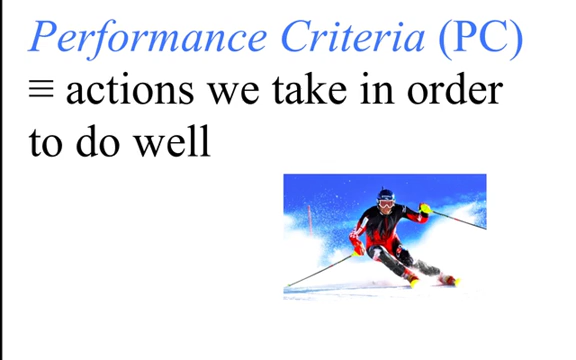 Performance Criteria (PC)
≡ actions we take in order
to do well